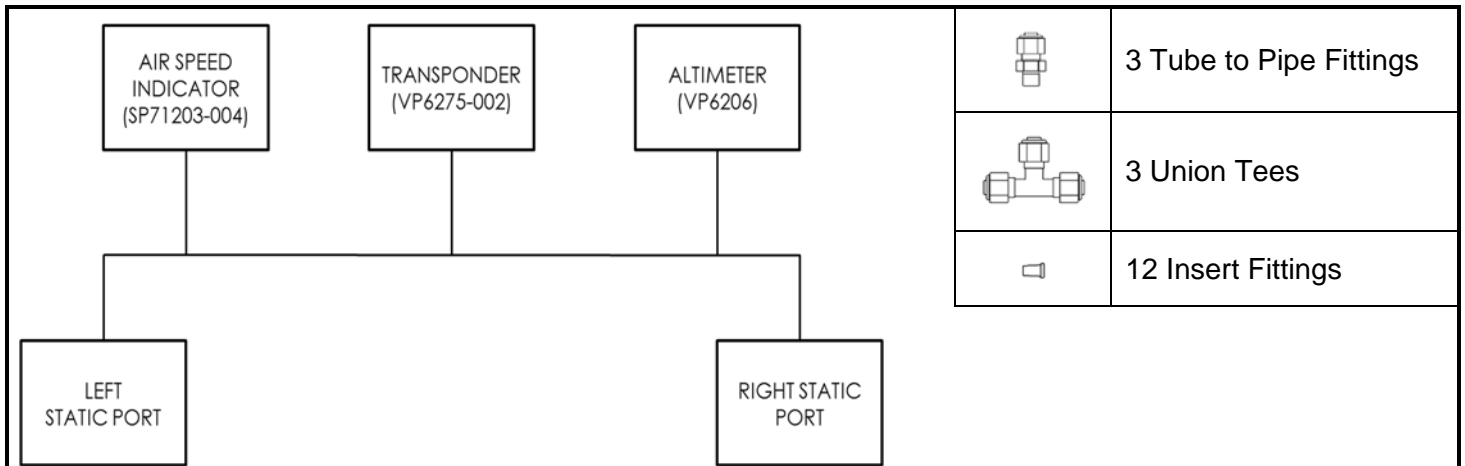 AIR SPEED
INDICATOR
(SP71203-004)
TRANSPONDER
(VP6275-002)
ALTIMETER
(VP6206)
LEFT
STATIC PORT
RIGHT STATIC
PORT
3 Tube to Pipe Fittings
3 Union Tees
12 Insert Fittings